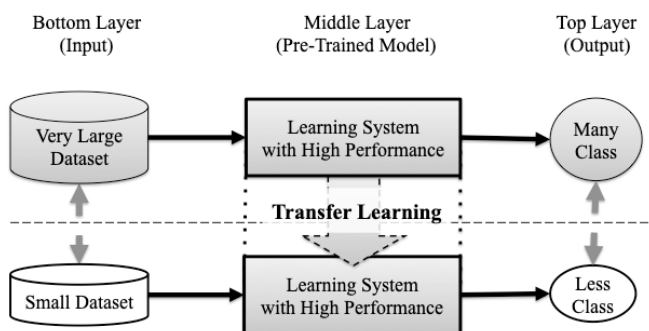 Bottom Layer
(Input)
Middle Layer
(Pre-Trained Model)
Top Layer
(Output)
Very Large
Dataset
Learning System
with High Performance
Many
Class
Transfer Learning
Small Dataset
Learning System
with High Performance
Less
Class